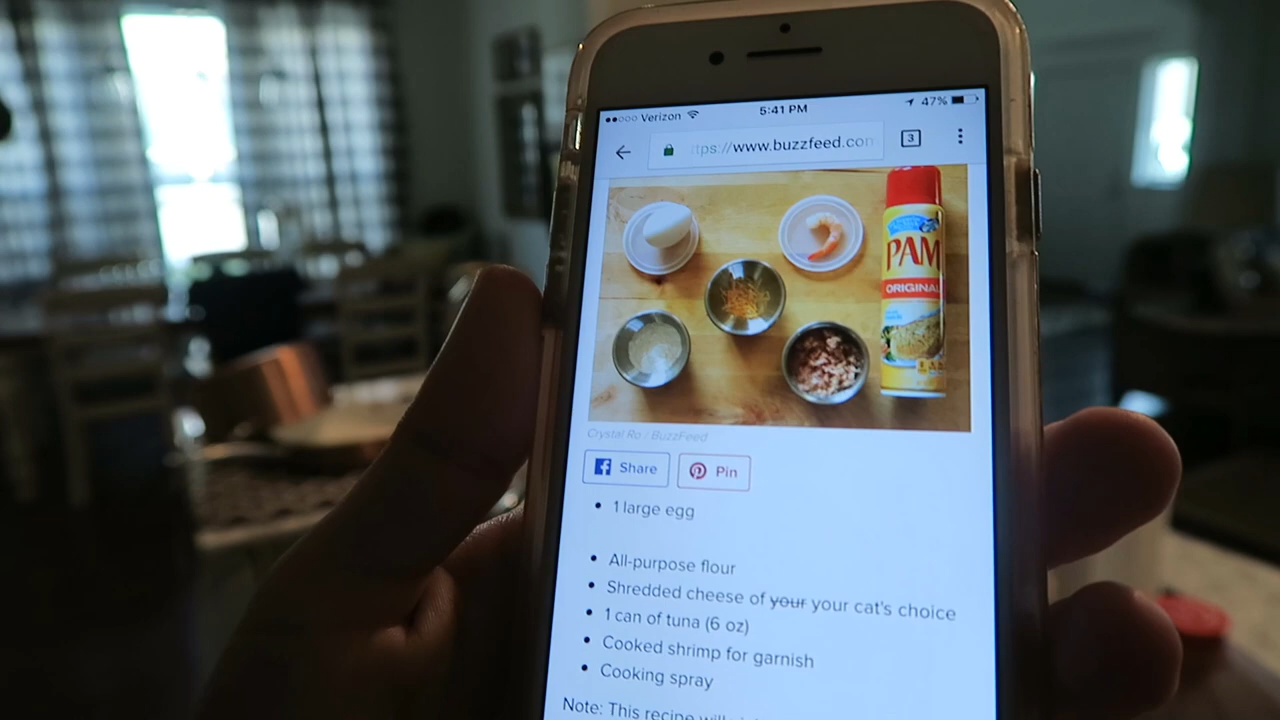 Verizon 5:41 PM 47%
tps://www.buzzfeed.con
3
PAM
ORIGINAL
Crystal Ro / BuzzFeed
Share Pin
1 large egg
All-purpose flour
Shredded cheese of your your cat's choice
1 can of tuna (6 oz)
Cooked shrimp for garnish
Cooking spray
Note: This recipe will